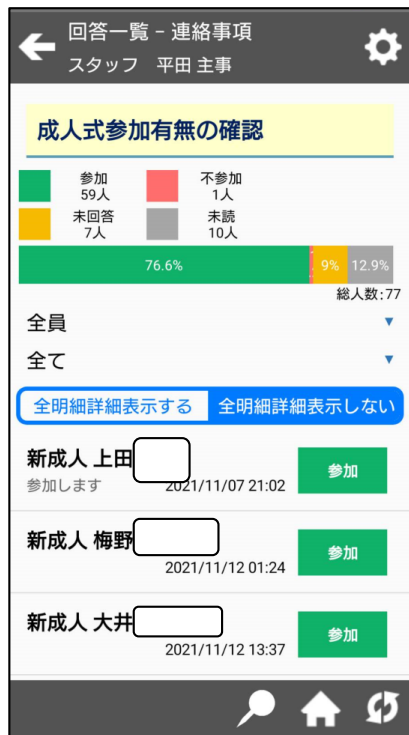 回答一覧 - 連絡事項
スタッフ 平田 主事
成人式参加有無の確認
参加 不参加
59人 1人
未回答 未読
7人 10人
76.6% 9% 12.9%
総人数:77
全員
全て
全明細詳細表示する 全明細詳細表示しない
新成人 上田
参加
参加します 2021/11/07 21:02
新成人 梅野
参加
2021/11/12 01:24
新成人 大井
参加
2021/11/12 13:37